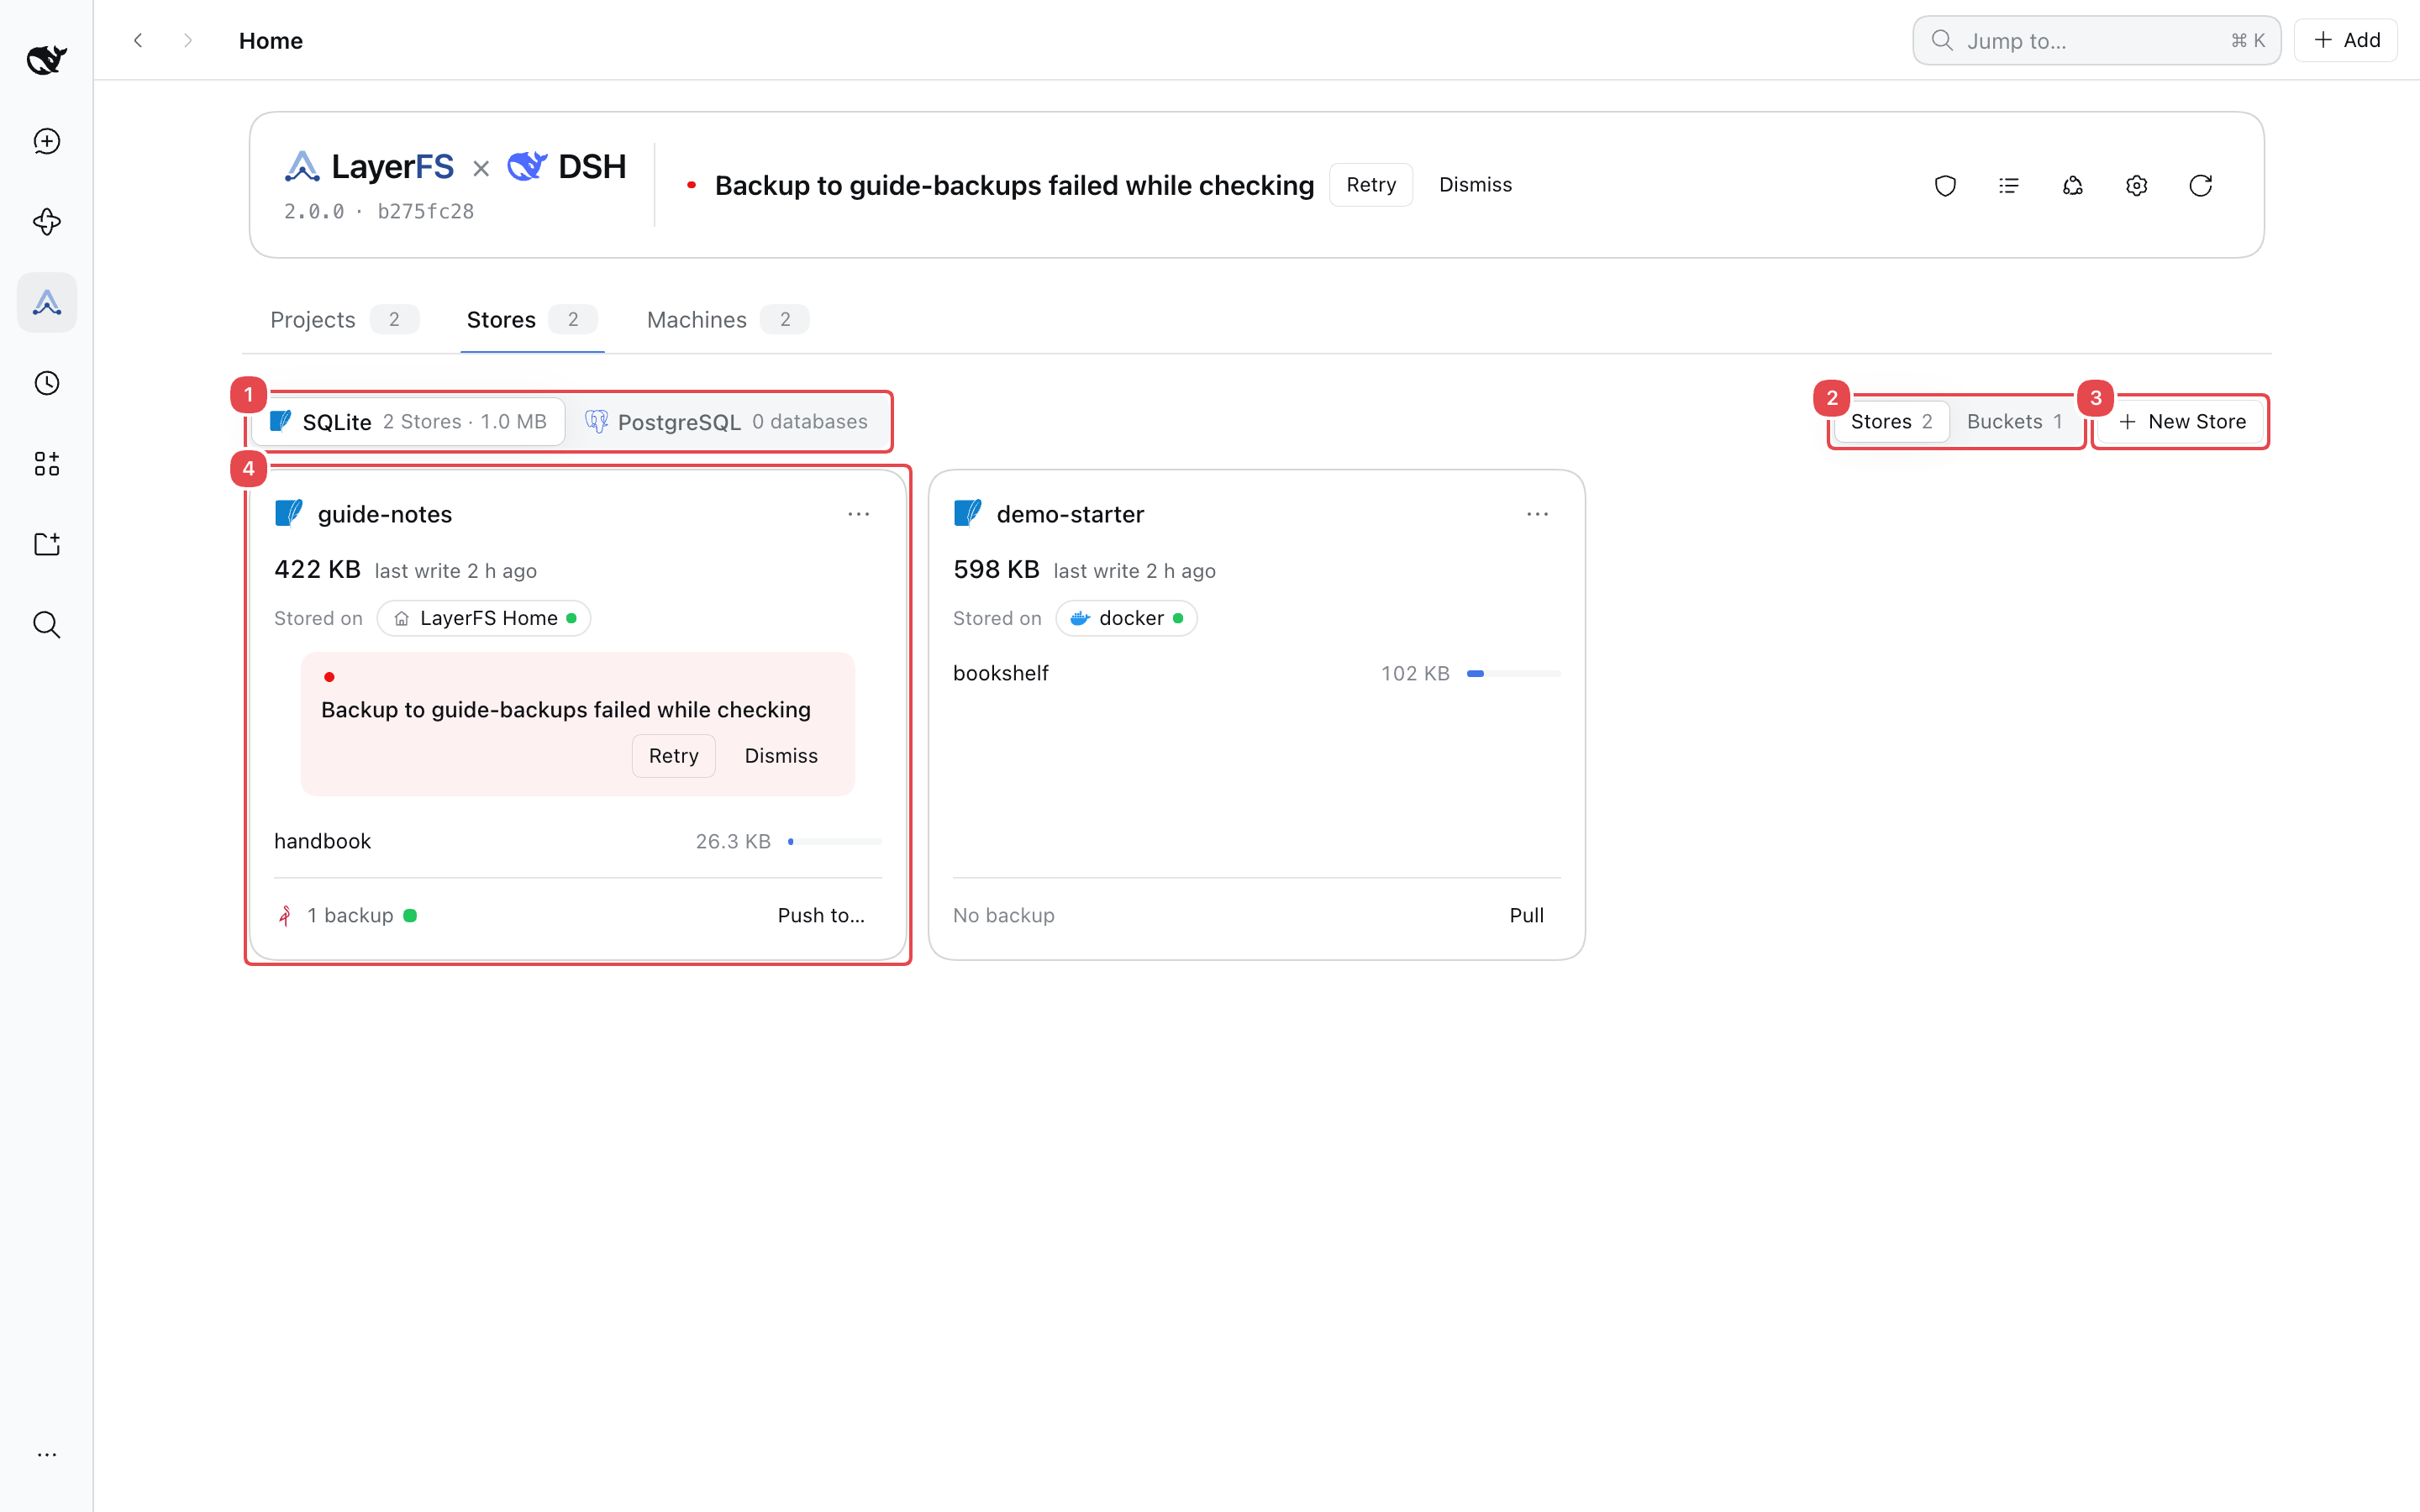 Home
Jump to...
⌘ K
+ Add
LayerFS × DSH
2.0.0 · b275fc28
Backup to guide-backups failed while checking
Retry
Dismiss
Projects 2
Stores 2
Machines 2
1
SQLite 2 Stores · 1.0 MB
PostgreSQL 0 databases
2
Stores 2
Buckets 1
3
+ New Store
4
guide-notes
422 KB last write 2 h ago
Stored on LayerFS Home
Backup to guide-backups failed while checking
Retry
Dismiss
handbook 26.3 KB
1 backup
Push to...
demo-starter
598 KB last write 2 h ago
Stored on docker
bookshelf 102 KB
No backup
Pull